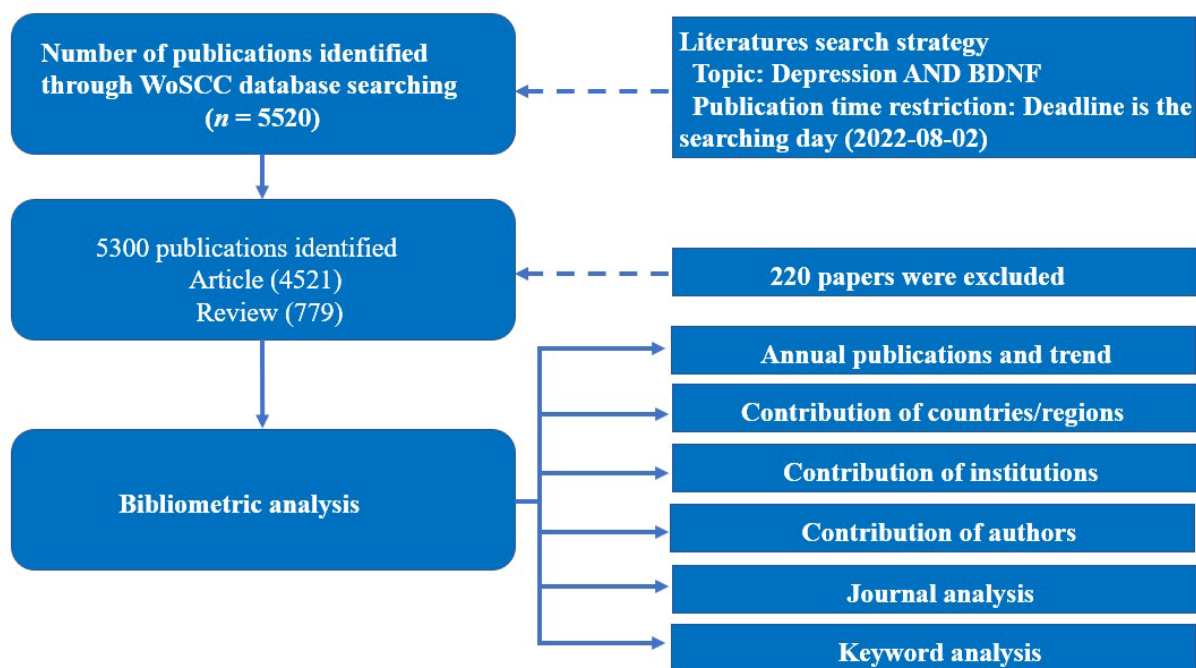 Number of publications identified
through WoSCC database searching
(n = 5520)
Literatures search strategy
Topic: Depression AND BDNF
Publication time restriction: Deadline is the
searching day (2022-08-02)
5300 publications identified
Article (4521)
Review (779)
220 papers were excluded
Bibliometric analysis
Annual publications and trend
Contribution of countries/regions
Contribution of institutions
Contribution of authors
Journal analysis
Keyword analysis